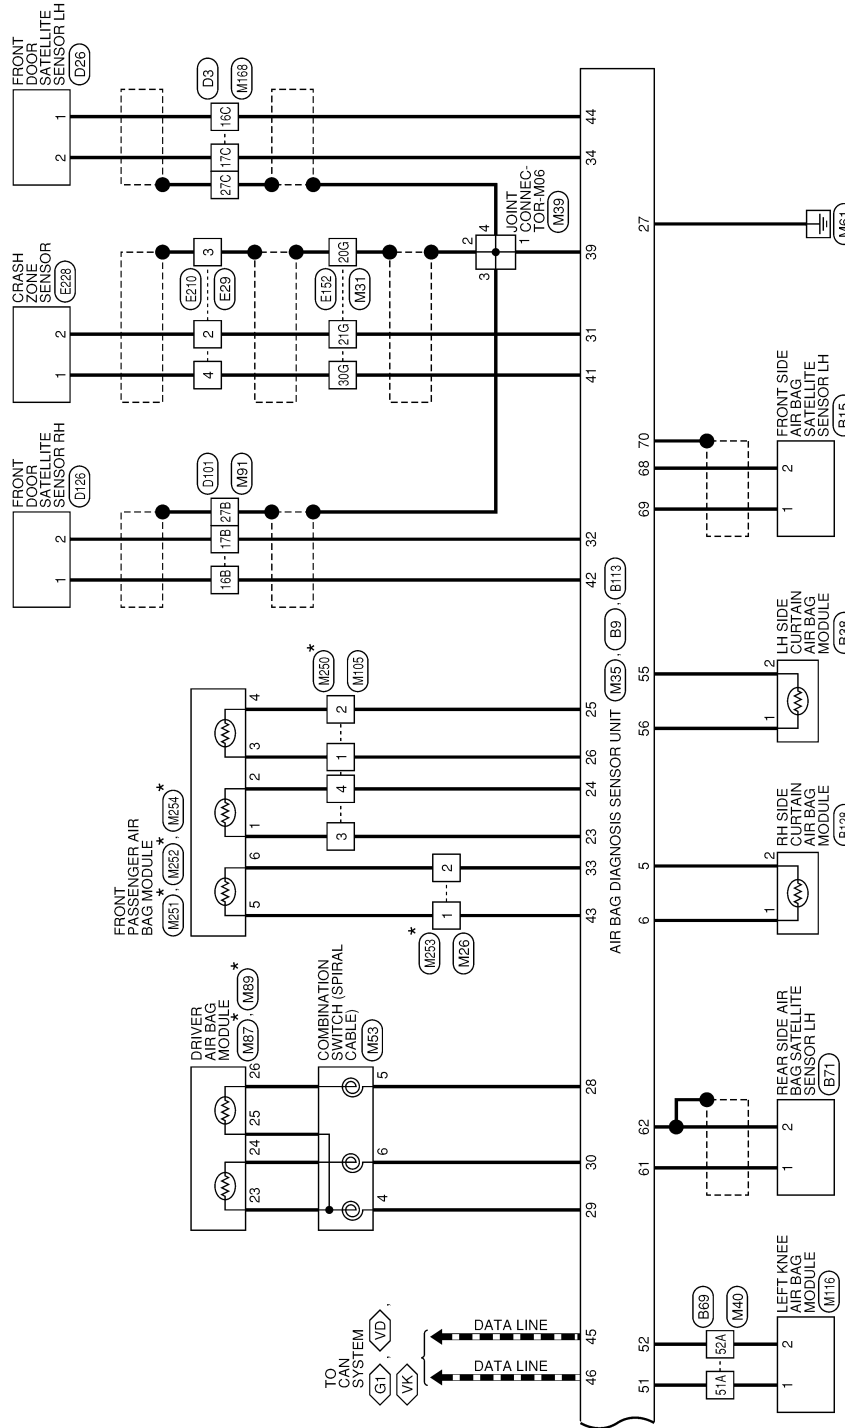 FRONT
DOOR
SATELLITE
SENSOR LH
D26
1
2
D3
M168
16C
17C
27C
44
34
CRASH
ZONE
SENSOR
E228
2
1
3
2
4
E210
E29
20G
21G
30G
E152
M31
2
4
3
1
JOINT
CONNEC-
TOR-M06
M39
39
31
41
FRONT
DOOR
SATELLITE
SENSOR RH
D126
2
1
D101
M91
27B
17B
16B
32
42
FRONT
PASSENGER AIR
BAG MODULE
M251* , M252* , M254*
4
3
2
1
6
5
*
M250
M105
2
1
4
3
2
1
*
M253
M26
25
26
24
23
33
43
DRIVER
AIR BAG
MODULE
M87* , M89*
26
25
24
23
COMBINATION
SWITCH (SPIRAL
CABLE)
M53
5
6
4
28
30
29
TO
CAN
SYSTEM
G1 , VD ,
VK
DATA LINE
DATA LINE
45
46
AIR BAG DIAGNOSIS SENSOR UNIT M35 , B9 , B113
27
M61
70
68
69
FRONT SIDE
AIR BAG
SATELLITE
SENSOR LH
B15
2
1
55
56
LH SIDE
CURTAIN
AIR BAG
MODULE
B38
2
1
5
6
RH SIDE
CURTAIN
AIR BAG
MODULE
B128
2
1
62
61
REAR SIDE AIR
BAG SATELLITE
SENSOR LH
B71
2
1
52
51
B69
M40
52A
51A
LEFT KNEE
AIR BAG
MODULE
M116
2
1